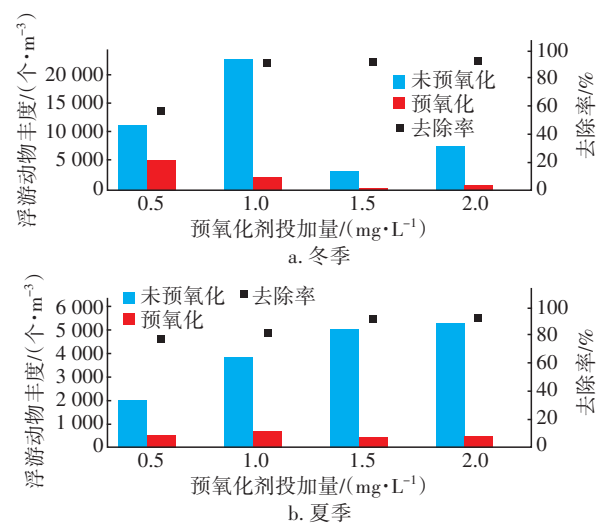 浮游动物丰度/(个·m⁻³)
20 000
15 000
10 000
5 000
0
未预氧化
预氧化
去除率
100
80
60
40
20
0
去除率/%
0.5 1.0 1.5 2.0
预氧化剂投加量/(mg·L⁻¹)
a. 冬季
浮游动物丰度/(个·m⁻³)
6 000
5 000
4 000
3 000
2 000
1 000
0
未预氧化 去除率
预氧化
100
80
60
40
20
0
去除率/%
0.5 1.0 1.5 2.0
预氧化剂投加量/(mg·L⁻¹)
b. 夏季